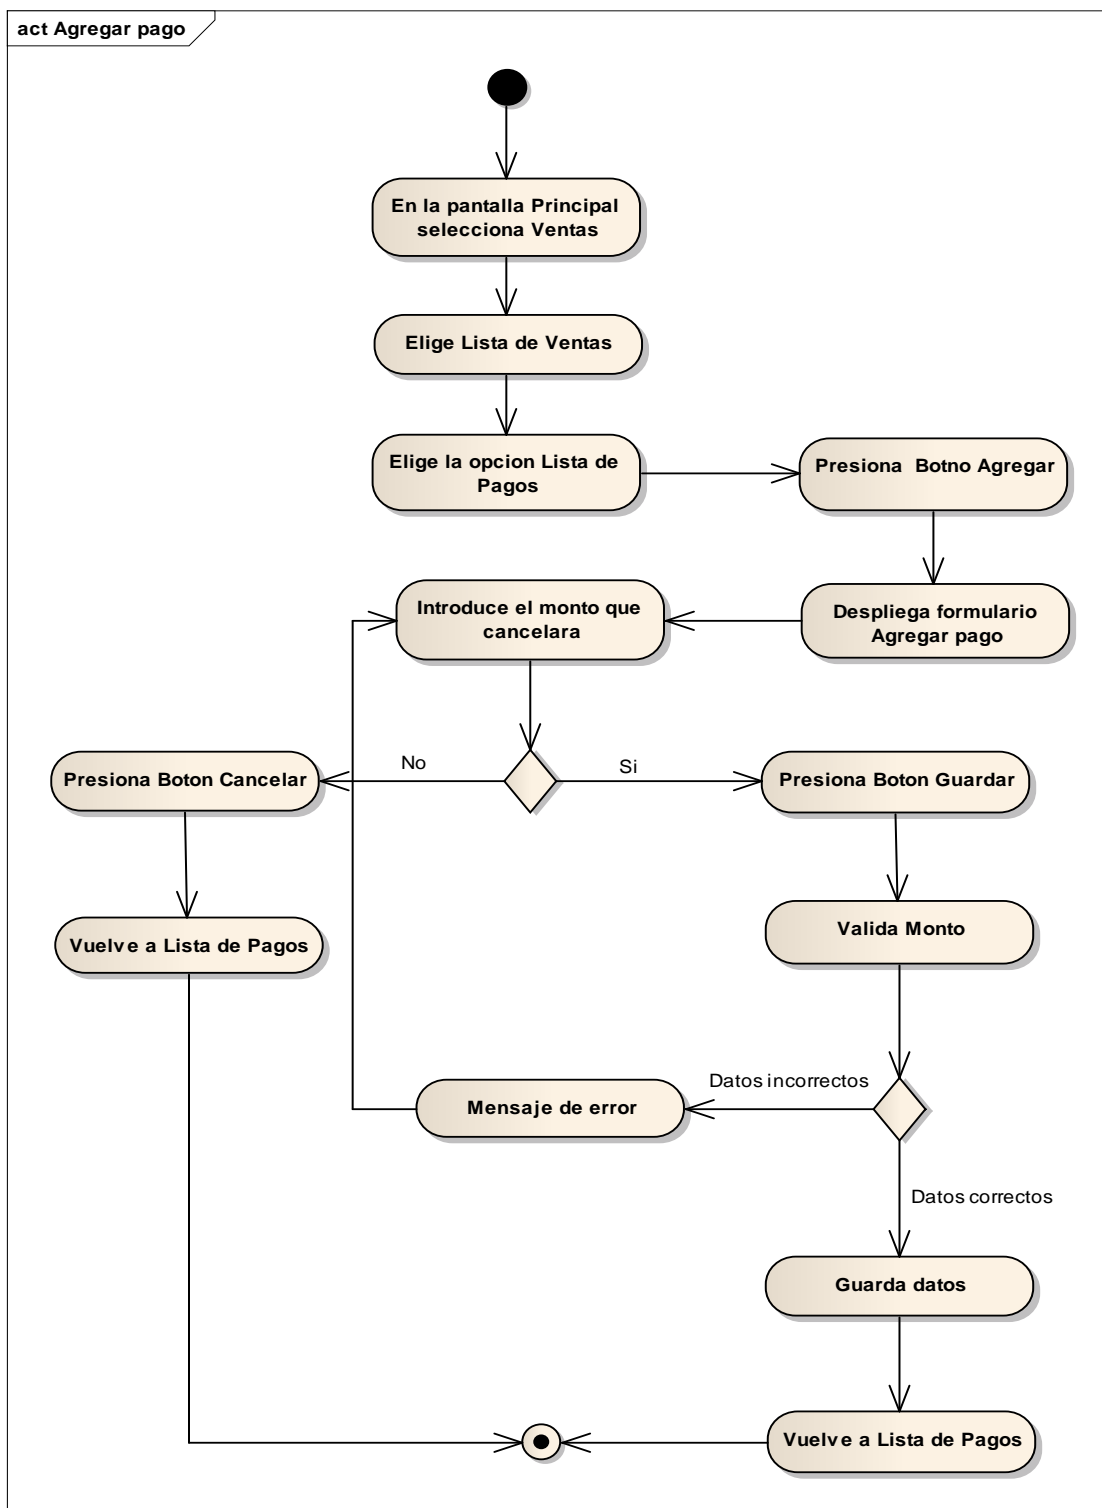 act Agregar pago
En la pantalla Principal
selecciona Ventas
Elige Lista de Ventas
Elige la opcion Lista de
Pagos
Presiona Botno Agregar
Introduce el monto que
cancelara
Despliega formulario
Agregar pago
No
Si
Presiona Boton Cancelar
Presiona Boton Guardar
Vuelve a Lista de Pagos
Valida Monto
Datos incorrectos
Mensaje de error
Datos correctos
Guarda datos
Vuelve a Lista de Pagos